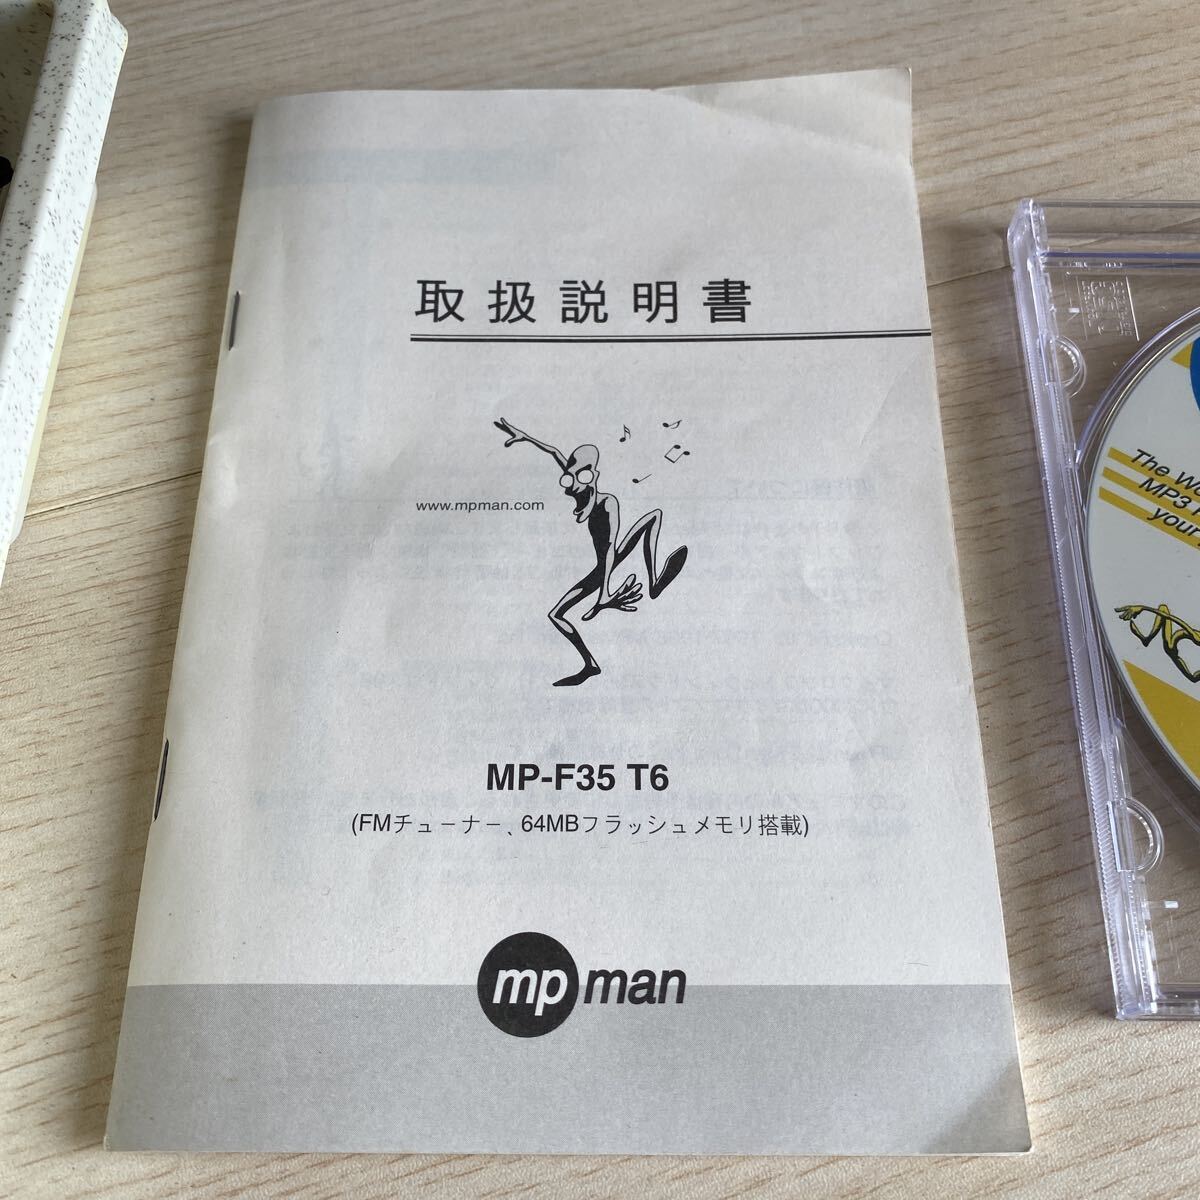 取扱説明書
www.mpman.com
MP-F35 T6
(FMチューナー、64MBフラッシュメモリ搭載)
mp man
The
MP3
your